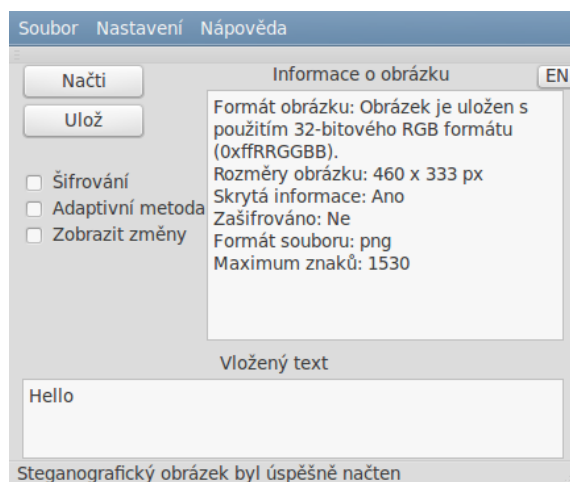 Soubor Nastavení Nápověda
Načti
Ulož
Šifrování
Adaptivní metoda
Zobrazit změny
Informace o obrázku
EN
Formát obrázku: Obrázek je uložen s
použitím 32-bitového RGB formátu
(0xffRRGGBB).
Rozměry obrázku: 460 x 333 px
Skrytá informace: Ano
Zašifrováno: Ne
Formát souboru: png
Maximum znaků: 1530
Vložený text
Hello
Steganografický obrázek byl úspěšně načten